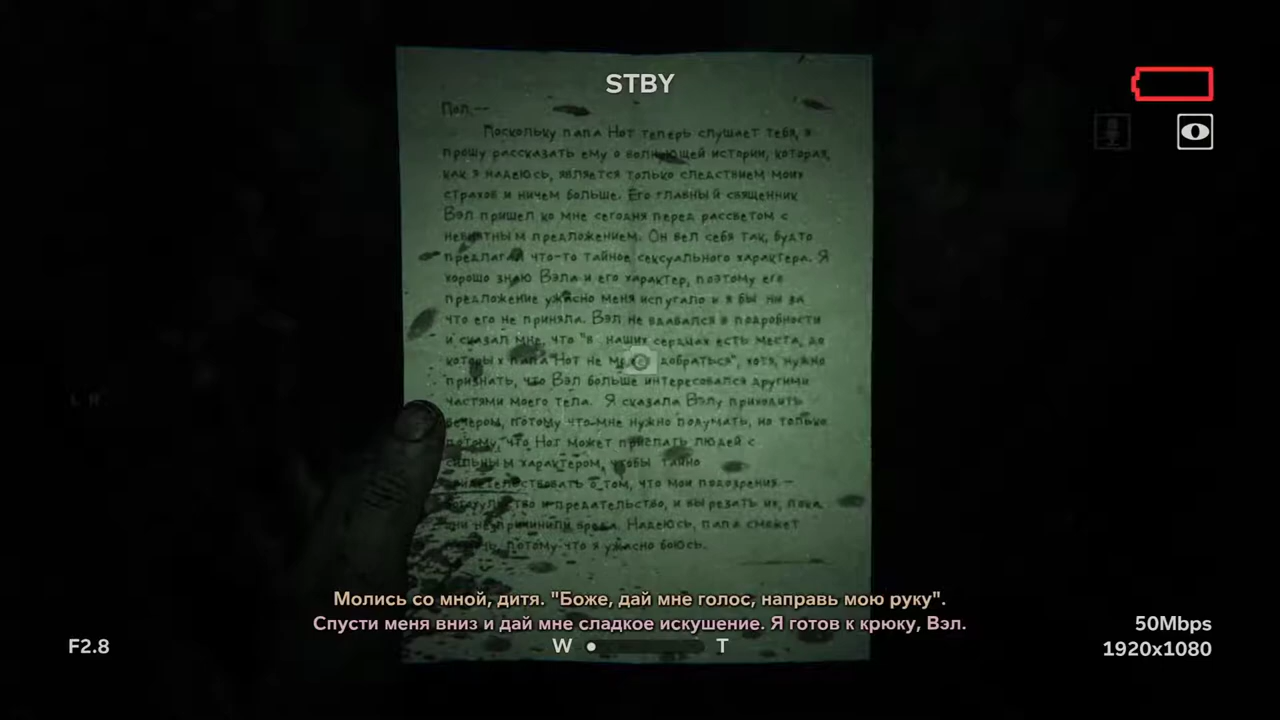 STBY
Пол.—
Поскольку папа Нот теперь слушает тебя, я
прошу рассказать ему о волнующей истории, которая,
как я надеюсь, является только следствием моих
страхов и ничем больше. Его главный священник
Вэл пришел ко мне сегодня перед рассветом с
невнятным предложением. Он вел себя так, будто
предлагал что-то тайное сексуального характера. Я
хорошо знаю Вэла и его характер, поэтому его
предложение ужасно меня испугало и я бы ни за
что его не приняла. Вэл не вдавался в подробности
и сказал мне, что "в наших сердцах есть места, до
которых папа Нот не может добраться", хотя, нужно
признать, что Вэл больше интересовался другими
частями моего тела. Я сказала Вэлу приходить
вечером, потому что мне нужно подумать, но только
потому, что Нот может прислать людей с
сильным характером, чтобы тайно
свидетельствовать о том, что мои подозрения —
и предательство, и вырезать их, пока
они не причинили вреда. Надеюсь, папа сможет
потому что я ужасно боюсь.
Молись со мной, дитя. "Боже, дай мне голос, направь мою руку".
Спусти меня вниз и дай мне сладкое искушение. Я готов к крюку, Вэл.
F2.8
W T
50Mbps
1920x1080